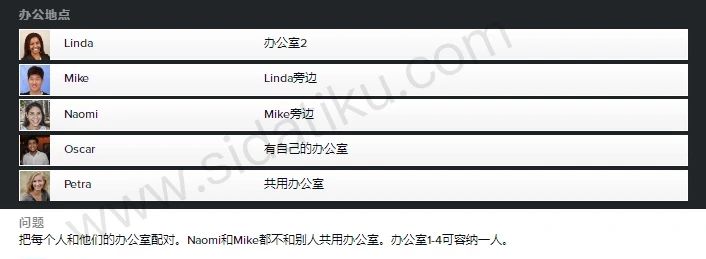 办公地点
Linda 办公室2
Mike Linda旁边
Naomi Mike旁边
Oscar 有自己的办公室
Petra 共用办公室
www.sidatiku.com
问题
把每个人和他们的办公室配对。Naomi和Mike都不和别人共用办公室。办公室1-4可容纳一人。